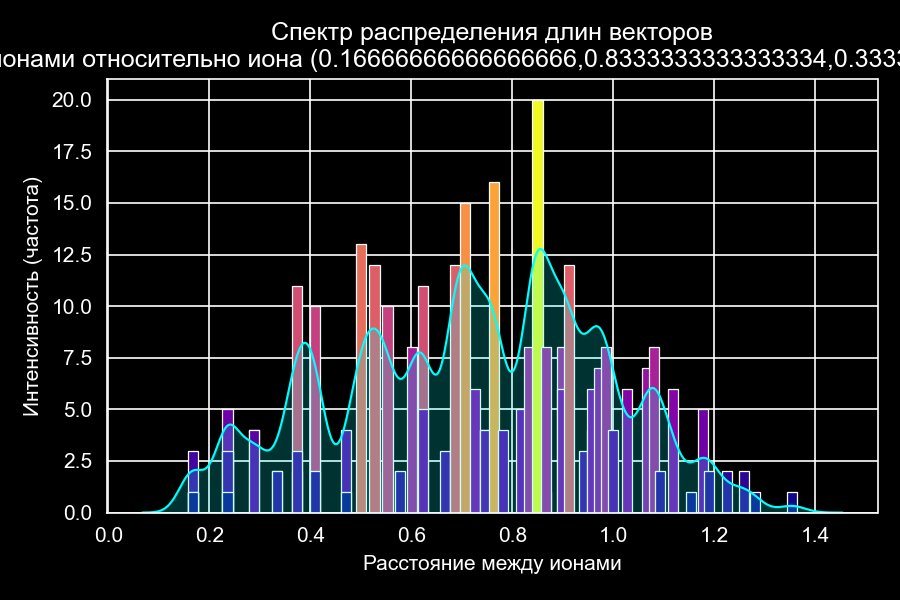 Спектр распределения длин векторов
ионами относительно иона (0.16666666666666666,0.8333333333333334,0.3333
Интенсивность (частота)
20.0
17.5
15.0
12.5
10.0
7.5
5.0
2.5
0.0
0.0 0.2 0.4 0.6 0.8 1.0 1.2 1.4
Расстояние между ионами